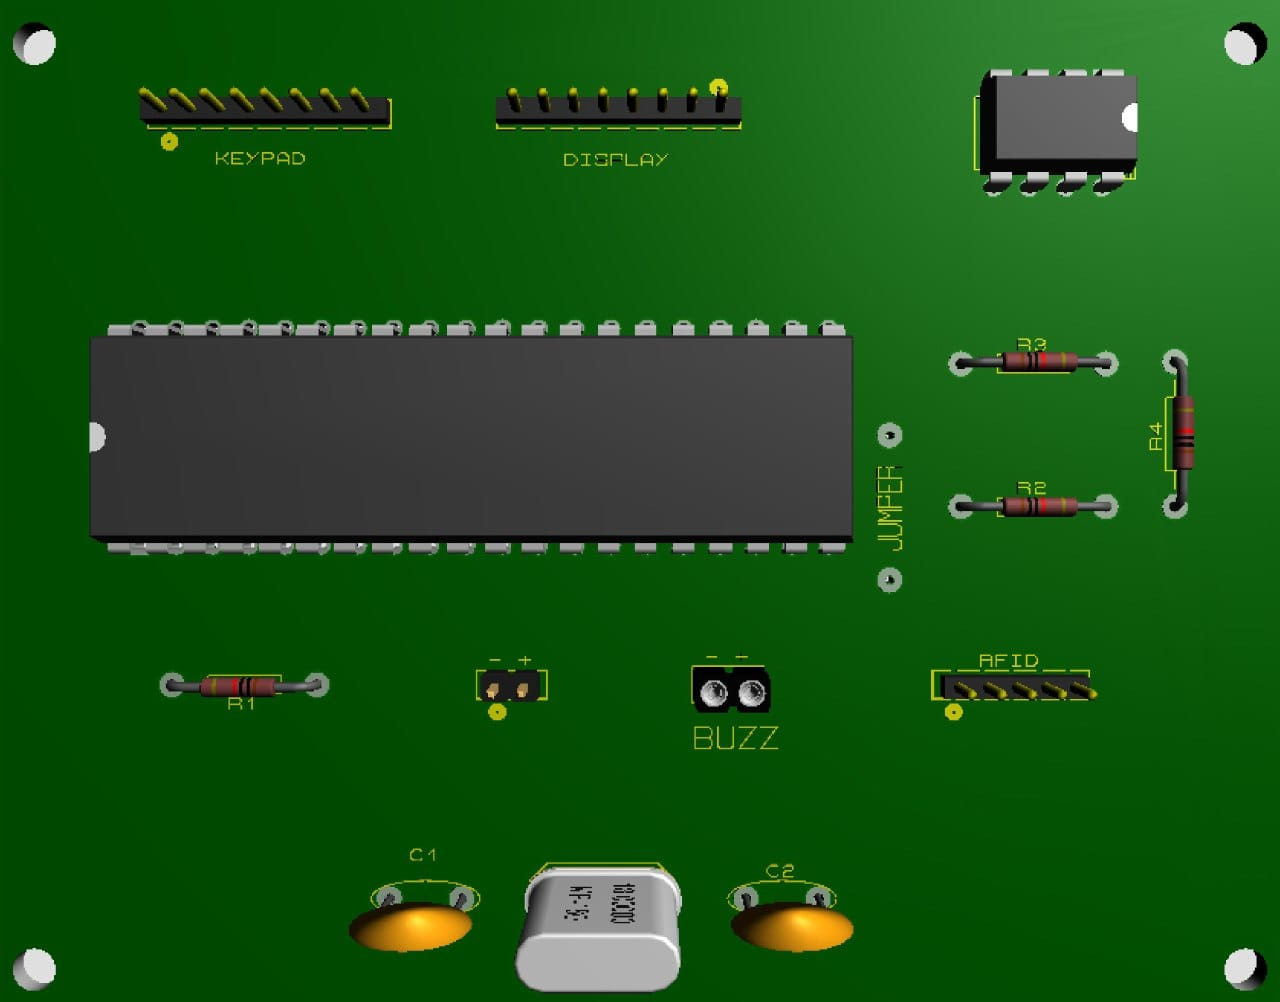 KEYPAD
DISPLAY
R3
R4
JUMPER
R2
- +
- -
RFID
R1
BUZZ
C1
C2